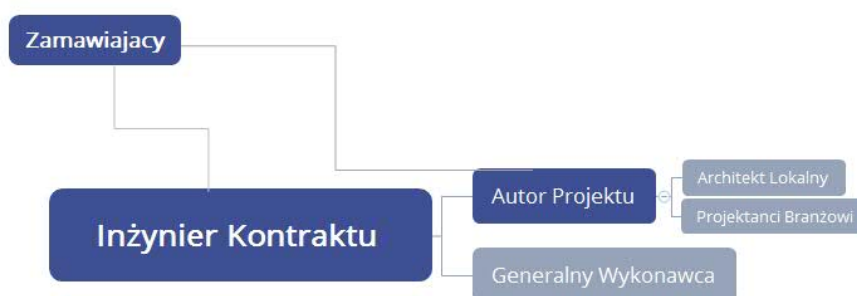 Zamawiajacy
Autor Projektu
Architekt Lokalny
Projektanci Branżowi
Inżynier Kontraktu
Generalny Wykonawca